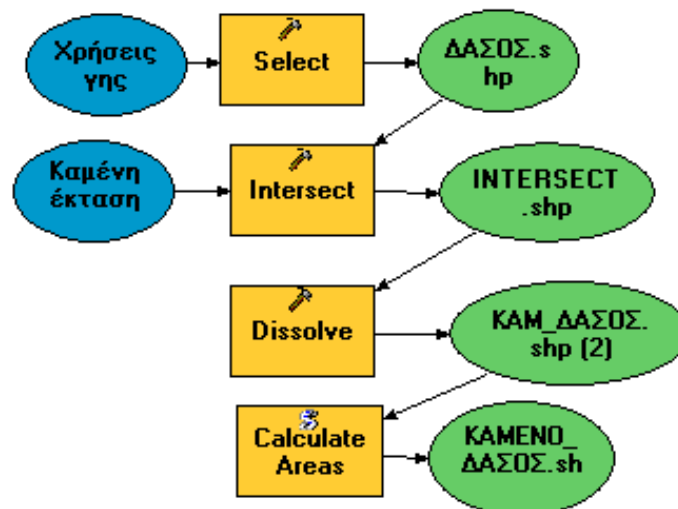 Χρήσεις
γης
Select
ΔΑΣΟΣ.s
hp
Καμένη
έκταση
Intersect
INTERSECT
.shp
Dissolve
ΚΑΜ_ΔΑΣΟΣ.
shp (2)
Calculate
Areas
ΚΑΜΕΝΟ_
ΔΑΣΟΣ.sh